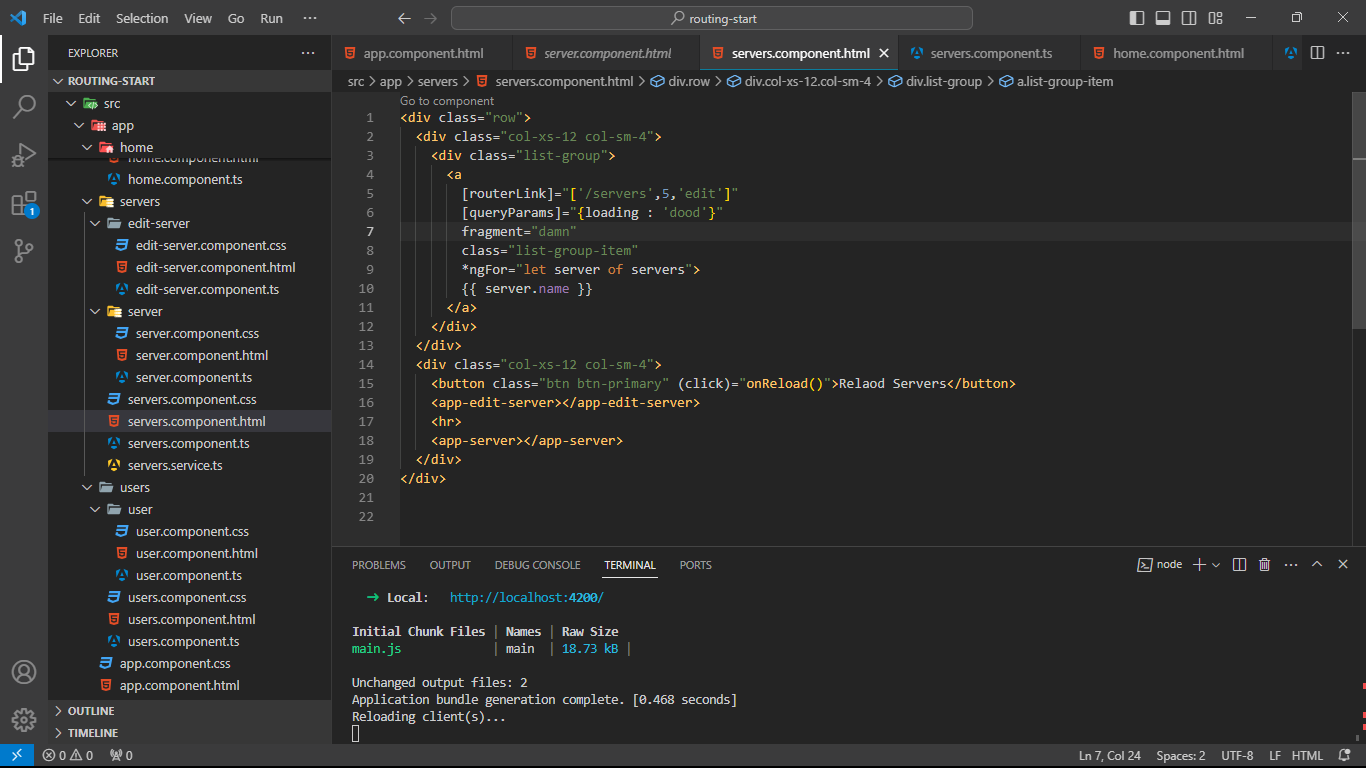 File Edit Selection View Go Run ···
routing-start
EXPLORER ···
ROUTING-START
src
app
home
home.component.html
home.component.ts
servers
edit-server
edit-server.component.css
edit-server.component.html
edit-server.component.ts
server
server.component.css
server.component.html
server.component.ts
servers.component.css
servers.component.html
servers.component.ts
servers.service.ts
users
user
user.component.css
user.component.html
user.component.ts
users.component.css
users.component.html
users.component.ts
app.component.css
app.component.html
OUTLINE
TIMELINE
1
app.component.html server.component.html servers.component.html servers.component.ts home.component.html ···
src > app > servers > servers.component.html > div.row > div.col-xs-12.col-sm-4 > div.list-group > a.list-group-item
Go to component
1 <div class="row">
2 <div class="col-xs-12 col-sm-4">
3 <div class="list-group">
4 <a
5 [routerLink]="['/servers',5,'edit']"
6 [queryParams]="{loading : 'dood'}"
7 fragment="damn"
8 class="list-group-item"
9 *ngFor="let server of servers">
10 {{ server.name }}
11 </a>
12 </div>
13 </div>
14 <div class="col-xs-12 col-sm-4">
15 <button class="btn btn-primary" (click)="onReload()">Relaod Servers</button>
16 <app-edit-server></app-edit-server>
17 <hr>
18 <app-server></app-server>
19 </div>
20 </div>
21
22
PROBLEMS OUTPUT DEBUG CONSOLE TERMINAL PORTS node ···
➜ Local: http://localhost:4200/
Initial Chunk Files | Names | Raw Size
main.js | main | 18.73 kB |
Unchanged output files: 2
Application bundle generation complete. [0.468 seconds]
Reloading client(s)...
0 0 0 Ln 7, Col 24 Spaces: 2 UTF-8 LF HTML